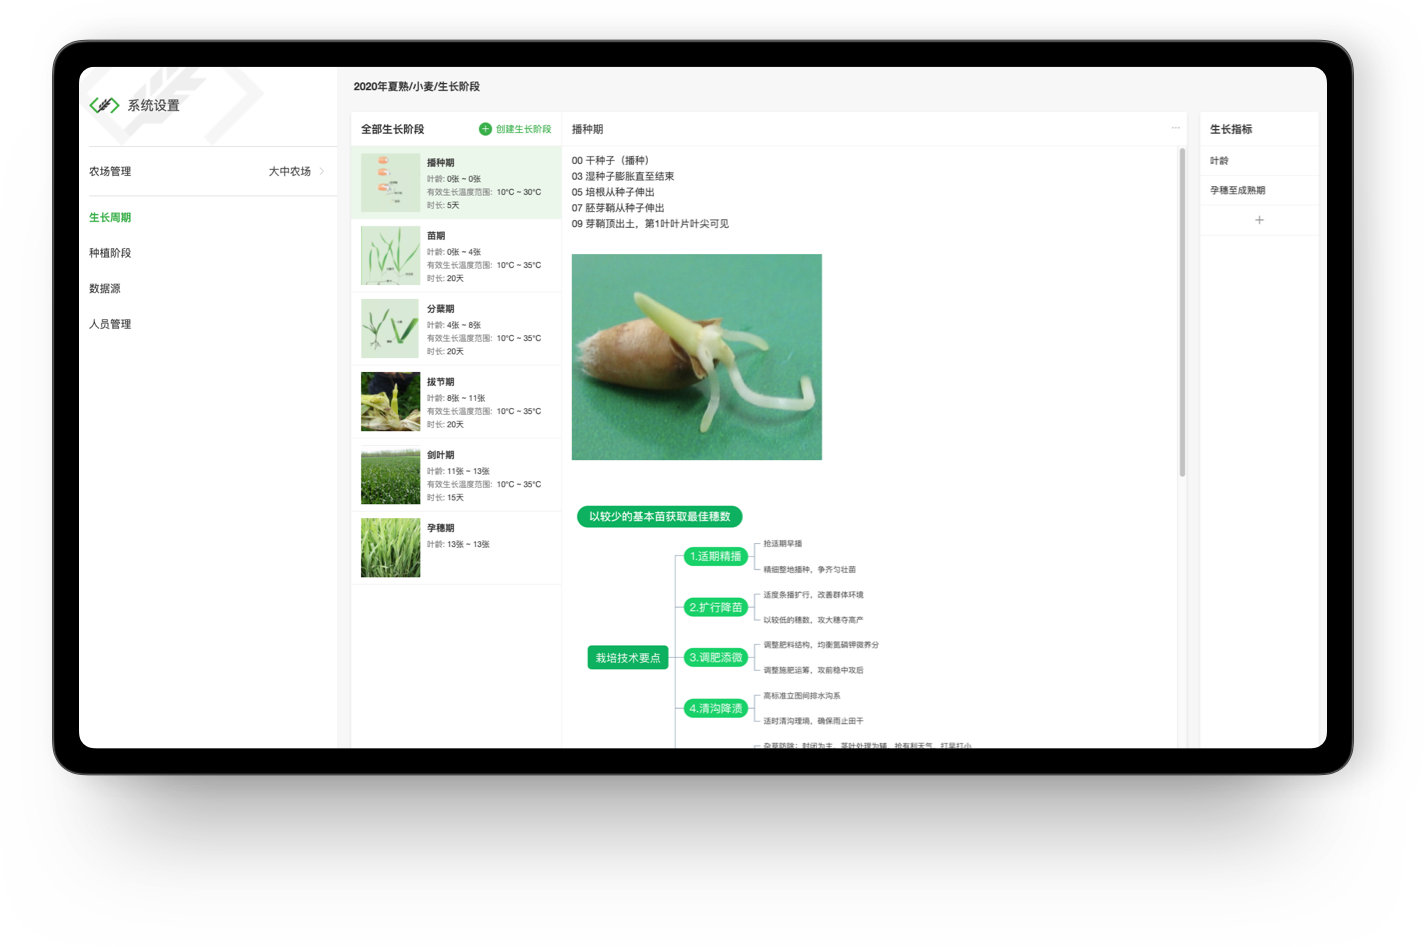 系统设置
农场管理
大中农场
生长周期
种植阶段
数据源
人员管理
2020年夏熟/小麦/生长阶段
全部生长阶段
创建生长阶段
播种期
叶龄: 0张 ~ 0张
有效生长温度范围: 10°C ~ 30°C
时长: 5天
苗期
叶龄: 0张 ~ 4张
有效生长温度范围: 10°C ~ 35°C
时长: 20天
分蘖期
叶龄: 4张 ~ 8张
有效生长温度范围: 10°C ~ 35°C
时长: 20天
拔节期
叶龄: 8张 ~ 11张
有效生长温度范围: 10°C ~ 35°C
时长: 20天
剑叶期
叶龄: 11张 ~ 13张
有效生长温度范围: 10°C ~ 35°C
时长: 15天
孕穗期
叶龄: 13张 ~ 13张
播种期
00 干种子（播种）
03 湿种子膨胀直至结束
05 培根从种子伸出
07 胚芽鞘从种子伸出
09 芽鞘顶出土，第1叶叶片叶尖可见
以较少的基本苗获取最佳穗数
栽培技术要点
1.适期精播
抢适期早播
精细整地播种，争齐匀壮苗
2.扩行降苗
适度条播扩行，改善群体环境
以较低的穗数，攻大穗夺高产
3.调肥添微
调整肥料结构，均衡氮磷钾微养分
调整施肥运筹，攻前稳中攻后
4.清沟降渍
高标准立图间排水沟系
适时清沟理墒，确保雨止田干
生长指标
叶龄
孕穗至成熟期